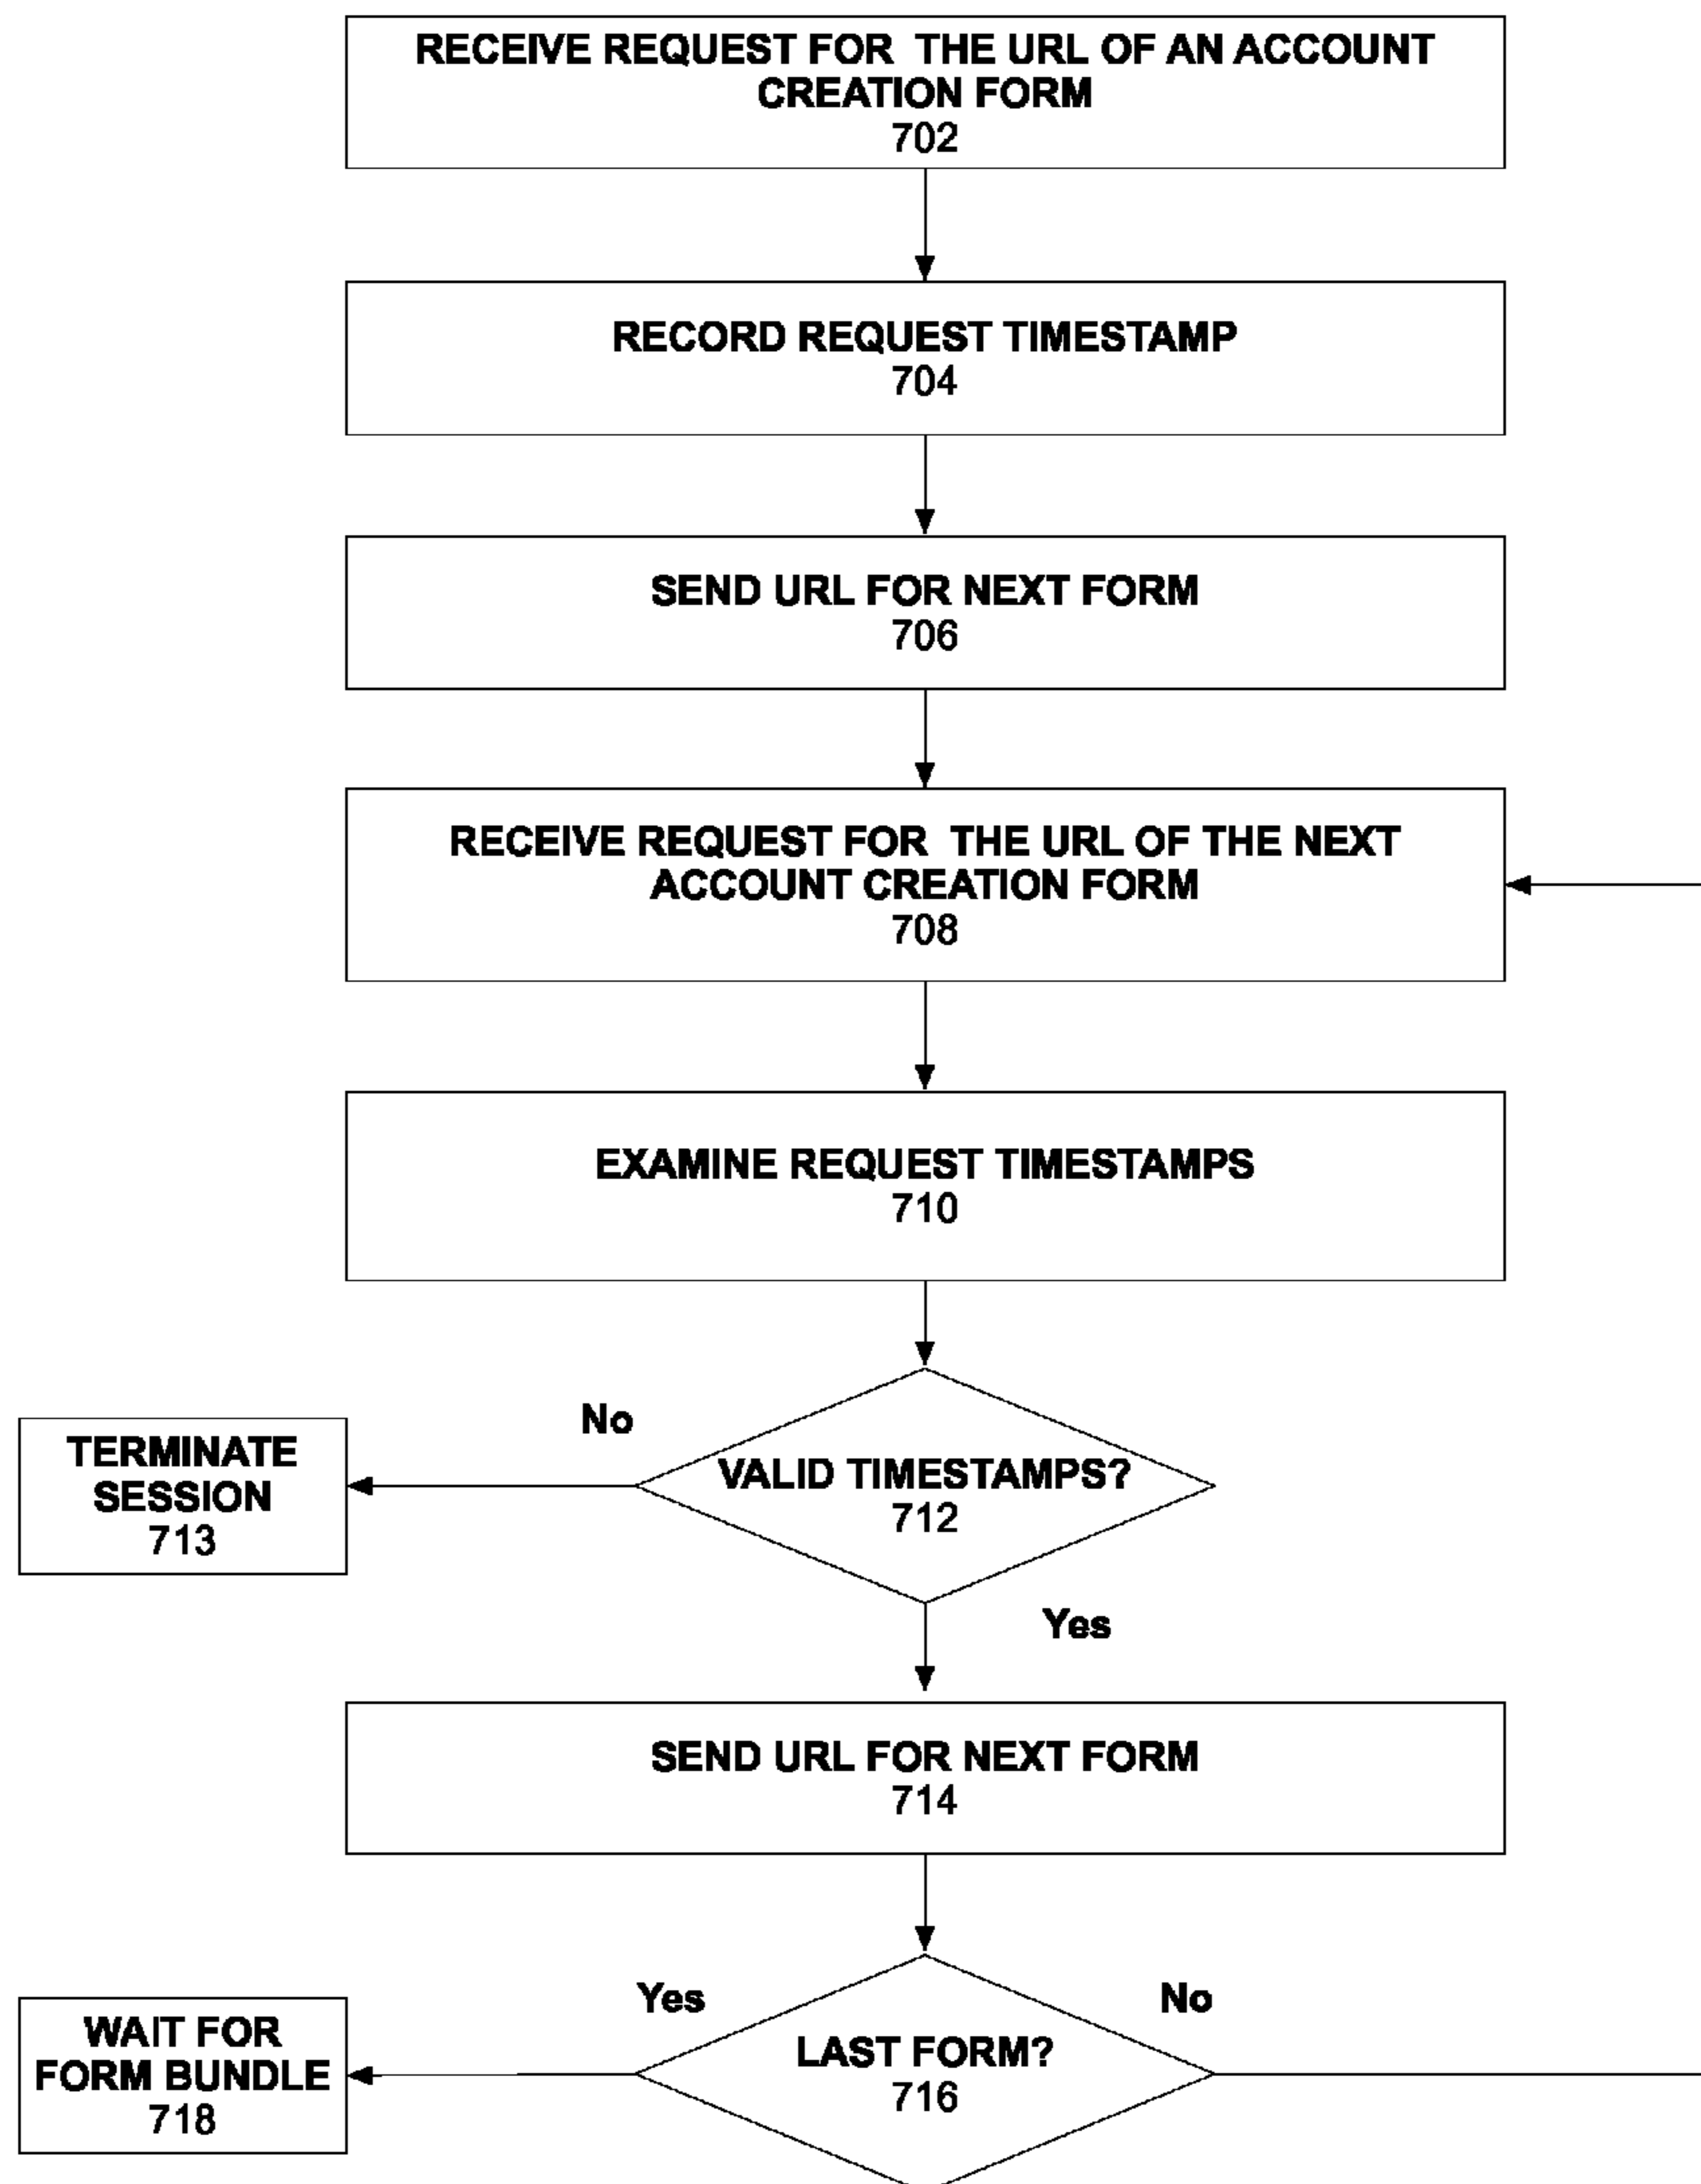 RECEIVE REQUEST FOR THE URL OF AN ACCOUNT
CREATION FORM
702
RECORD REQUEST TIMESTAMP
704
SEND URL FOR NEXT FORM
706
RECEIVE REQUEST FOR THE URL OF THE NEXT
ACCOUNT CREATION FORM
708
EXAMINE REQUEST TIMESTAMPS
710
No
TERMINATE
SESSION
713
VALID TIMESTAMPS?
712
Yes
SEND URL FOR NEXT FORM
714
Yes
No
WAIT FOR
FORM BUNDLE
718
LAST FORM?
716